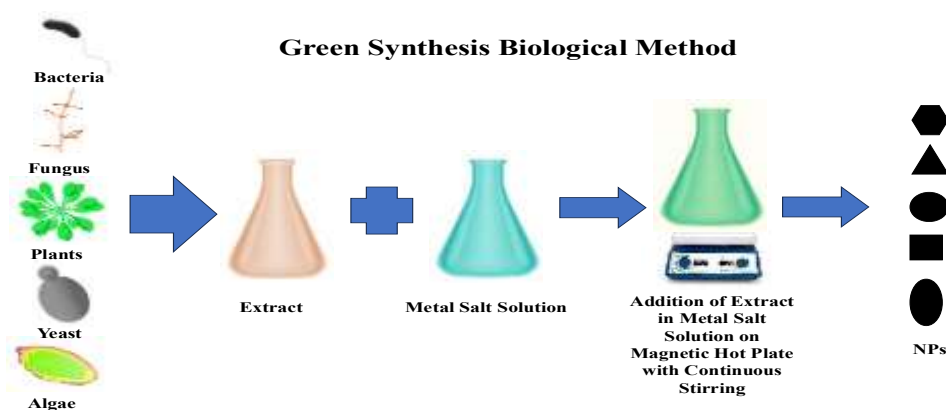 Green Synthesis Biological Method
Bacteria
Fungus
Plants
Yeast
Algae
Extract
Metal Salt Solution
Addition of Extract
in Metal Salt
Solution on
Magnetic Hot Plate
with Continuous
Stirring
NPs